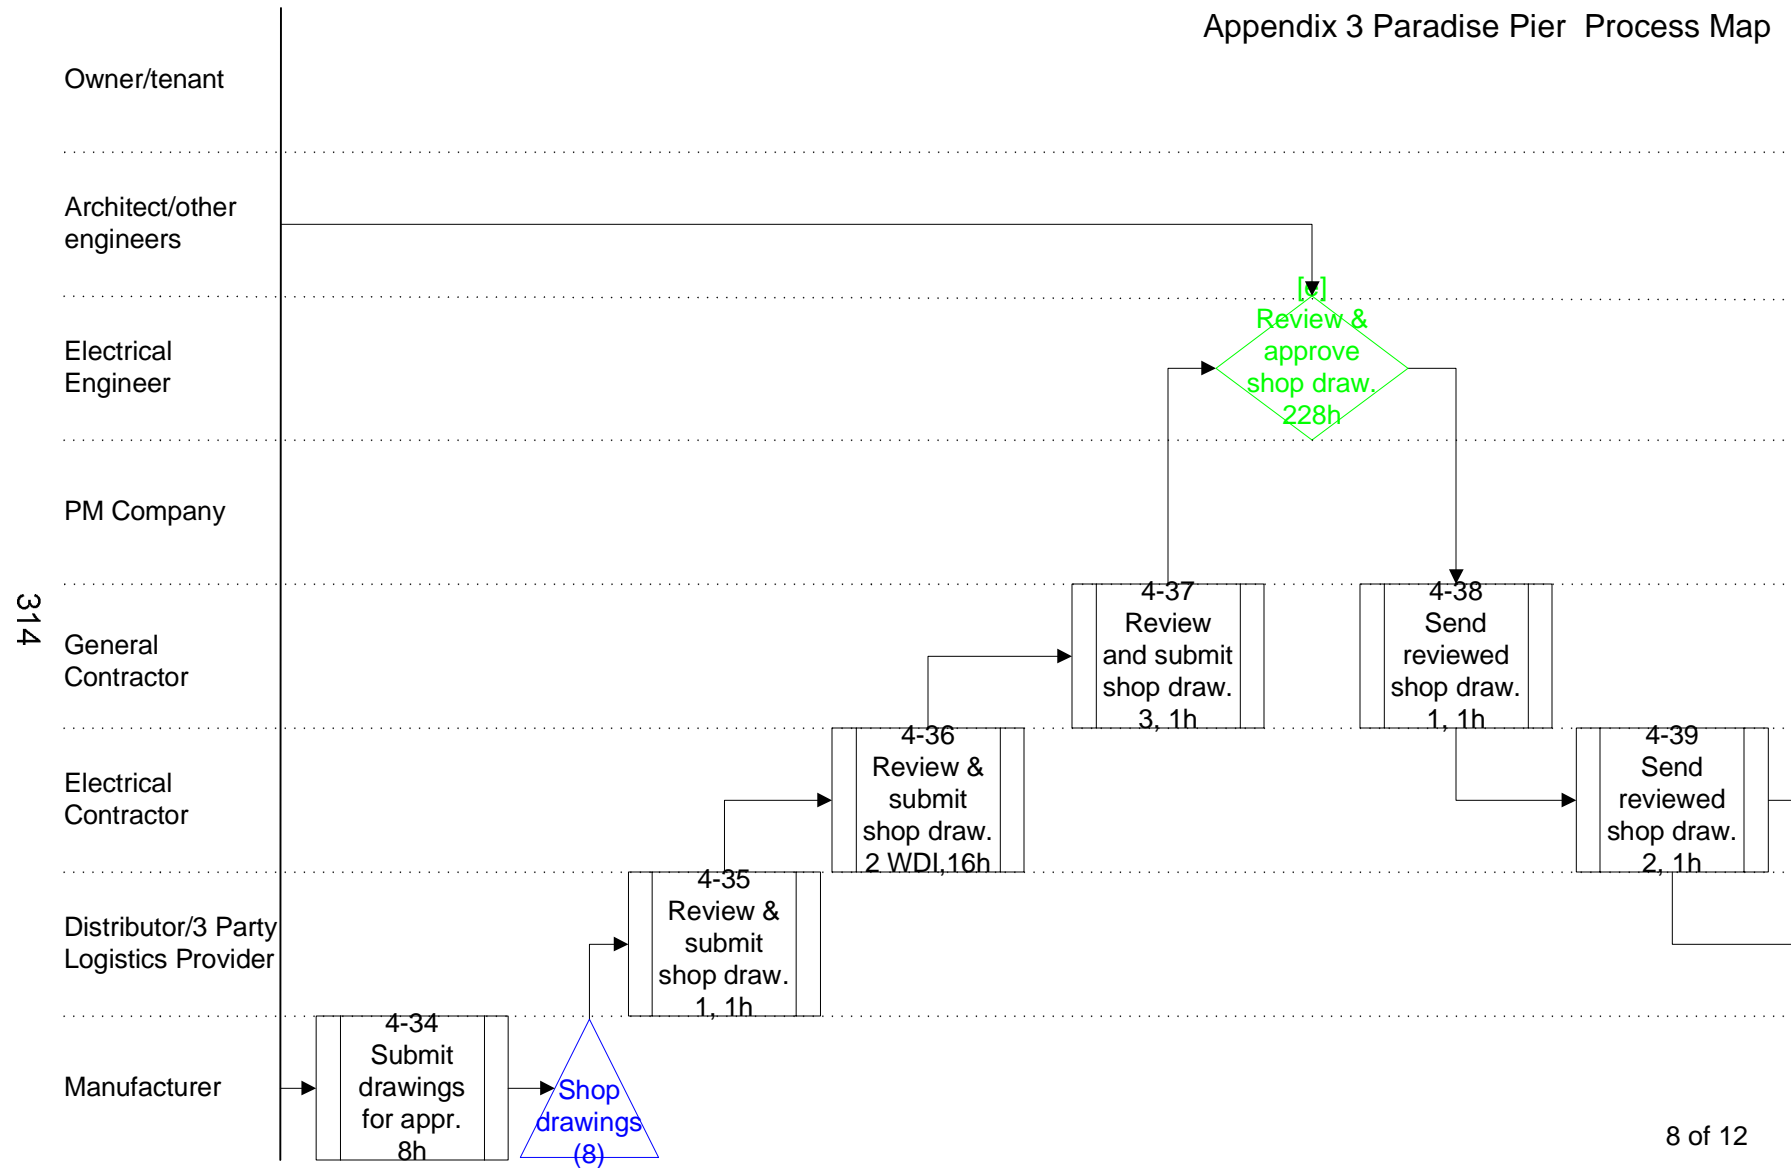 Appendix 3 Paradise Pier  Process Map
Owner/tenant
Architect/other
engineers
[e]
Review &
approve
shop draw.
228h
Electrical
Engineer
PM Company
314
General
Contractor
4-37
Review
and submit
shop draw.
3, 1h
4-38
Send
reviewed
shop draw.
1, 1h
Electrical
Contractor
4-36
Review &
submit
shop draw.
2 WDI,16h
4-39
Send
reviewed
shop draw.
2, 1h
Distributor/3 Party
Logistics Provider
4-35
Review &
submit
shop draw.
1, 1h
Manufacturer
4-34
Submit
drawings
for appr.
8h
Shop
drawings
(8)
8 of 12